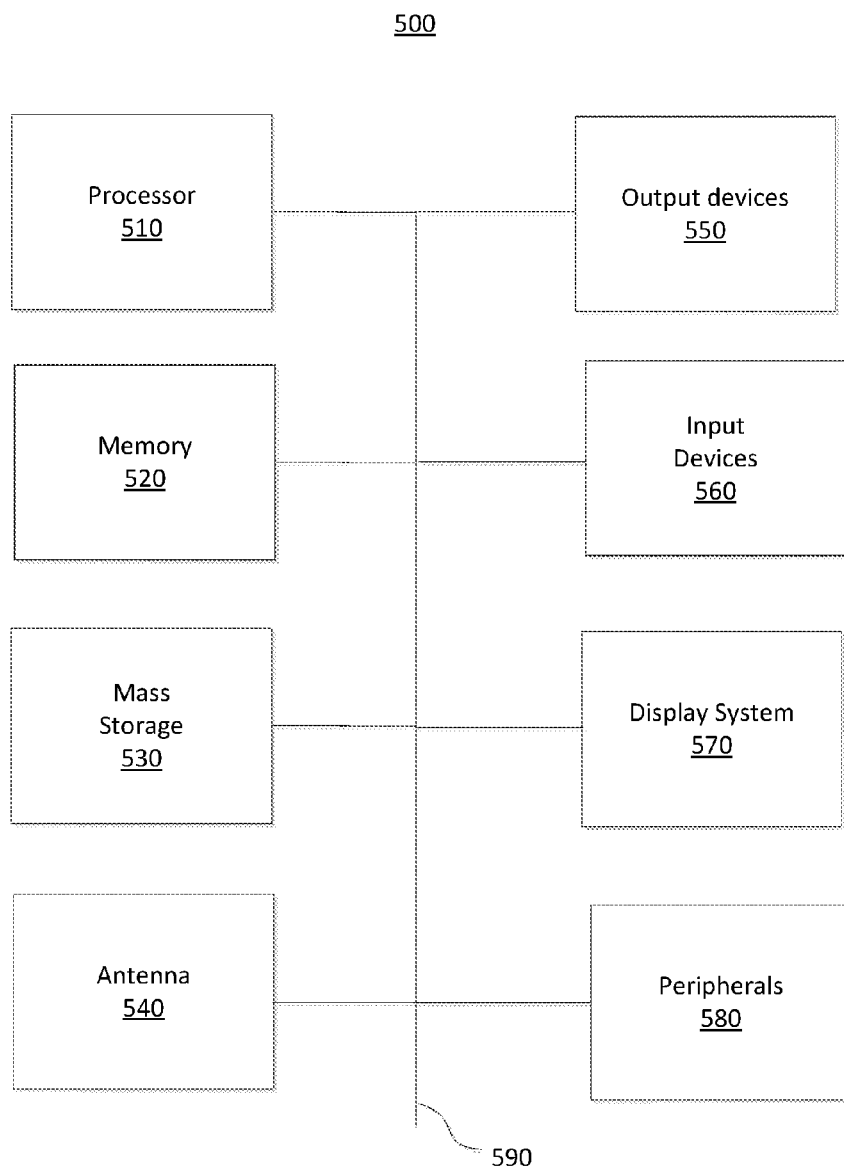 500
Processor
510
Output devices
550
Memory
520
Input
Devices
560
Mass
Storage
530
Display System
570
Antenna
540
Peripherals
580
590